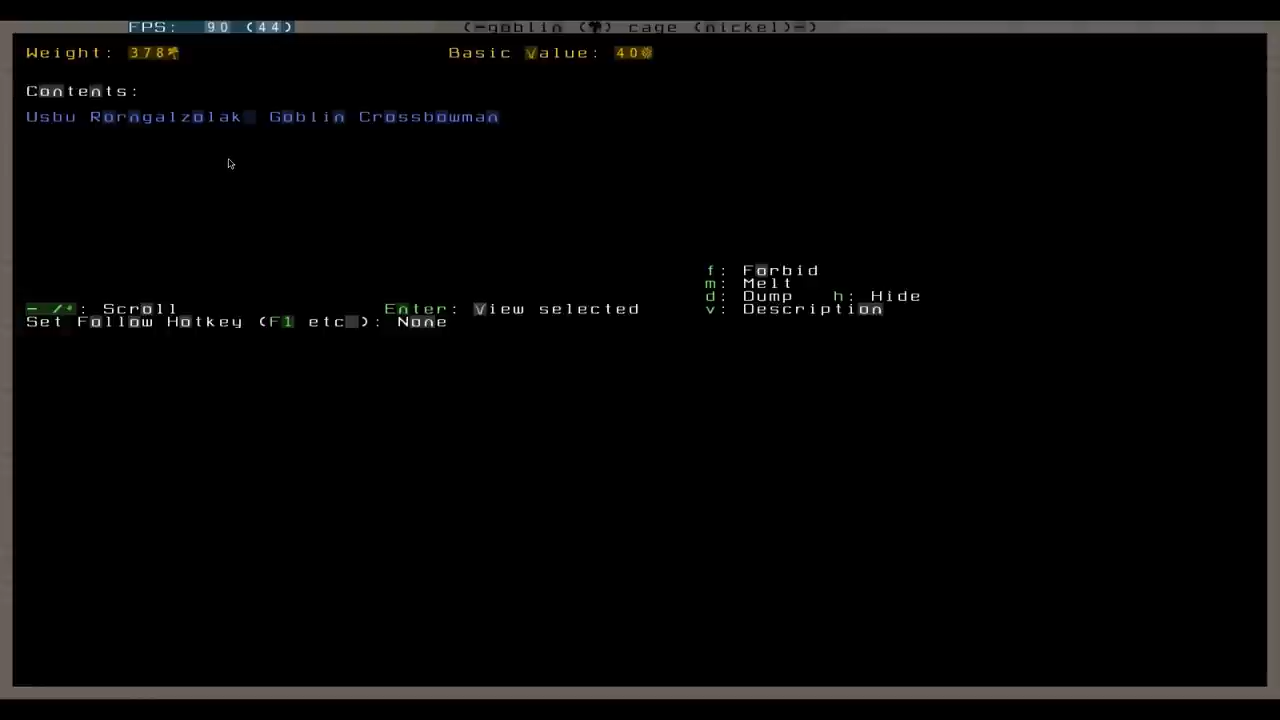 FPS: 90 (44) (-goblin (♣) cage (nickel)-)
Weight: 378 Basic Value: 40☼
Contents:
Usbu Rorngalzolak Goblin Crossbowman
f: Forbid
m: Melt
d: Dump h: Hide
- /*: Scroll Enter: View selected v: Description
Set Follow Hotkey (F1 etc ): None